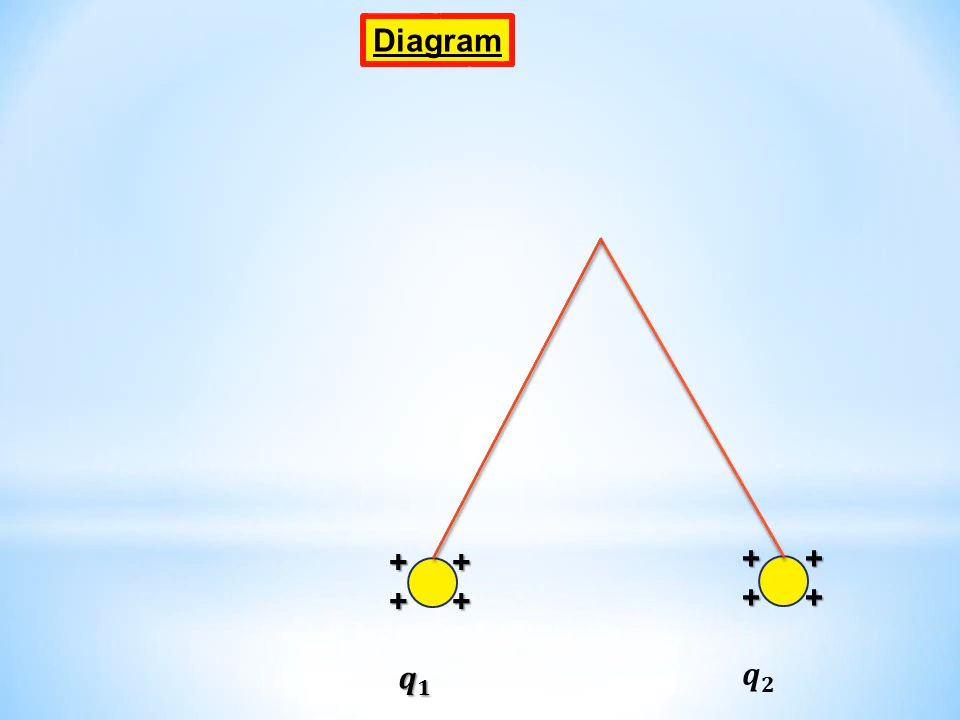 Diagram
+ + + +
+ + + +
q₁ q₂